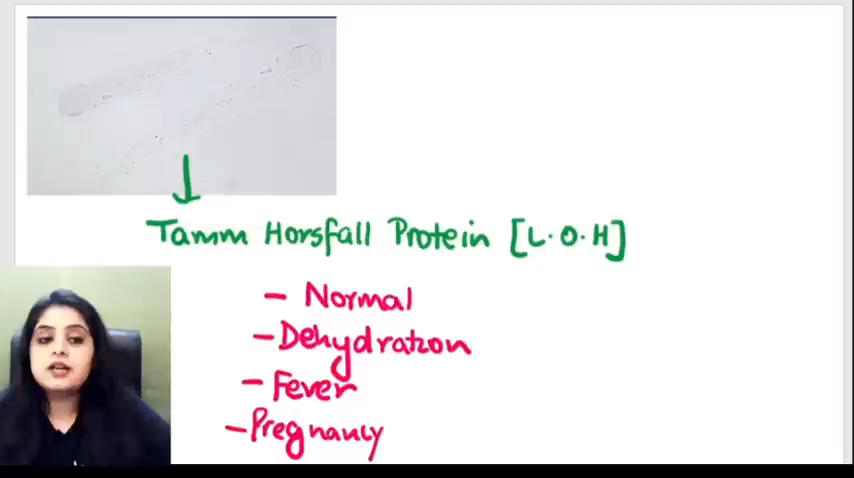 Tamm Horsfall Protein [L.O.H]
- Normal
- Dehydration
- Fever
- Pregnancy